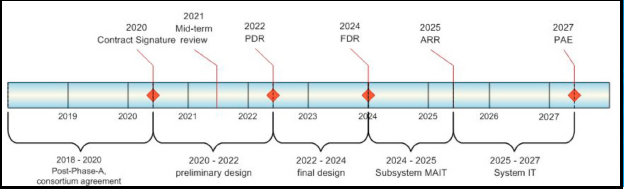 2020
Contract Signature
2021
Mid-term
review
2022
PDR
2024
FDR
2025
ARR
2027
PAE
2019
2020
2021
2022
2023
2024
2025
2026
2027
2018 - 2020
Post-Phase-A,
consortium agreement
2020 - 2022
preliminary design
2022 - 2024
final design
2024 - 2025
Subsystem MAIT
2025 - 2027
System IT